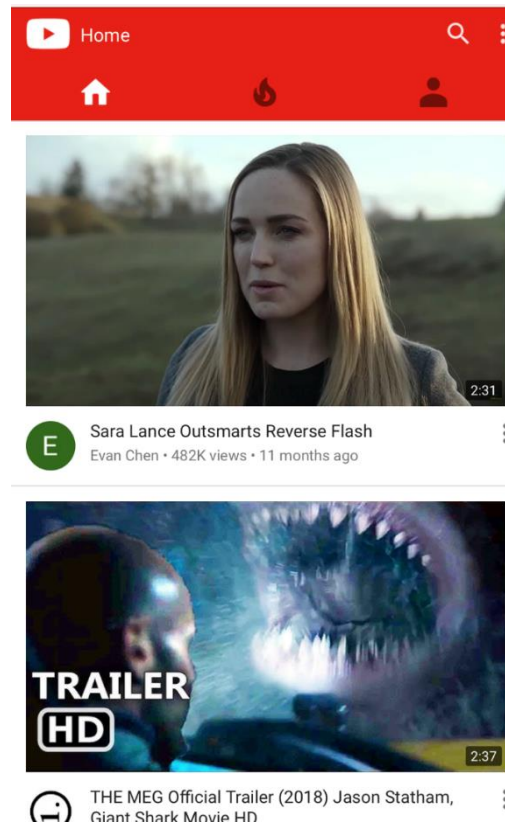 Home
2:31
E
Sara Lance Outsmarts Reverse Flash
Evan Chen • 482K views • 11 months ago
TRAILER
HD
2:37
THE MEG Official Trailer (2018) Jason Statham,
Giant Shark Movie HD